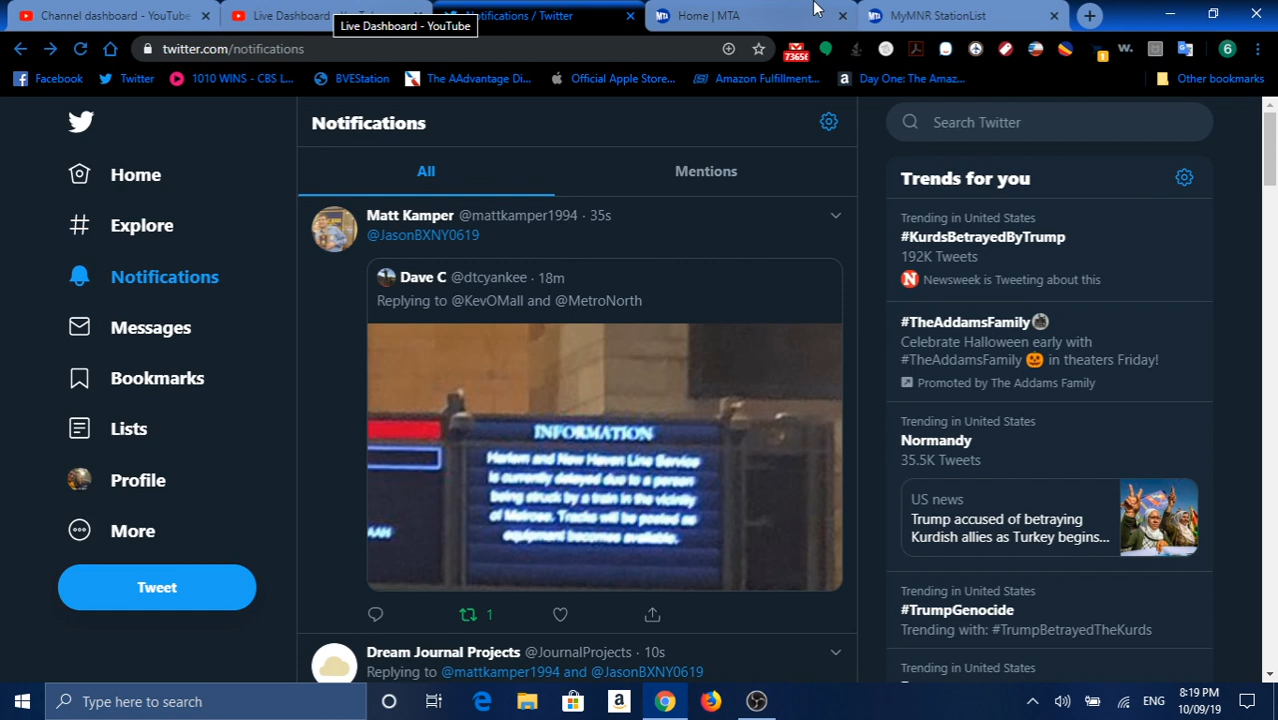 Channel dashboard - YouTube
Live Dashboard - YouTube
Notifications / Twitter
Home | MTA
MyMNR StationList
Live Dashboard - YouTube
twitter.com/notifications
7365
6
Facebook
Twitter
1010 WINS - CBS L...
BVEStation
The AAdvantage Di...
Official Apple Store...
Amazon Fulfillment...
Day One: The Amaz...
Other bookmarks
Home
Explore
Notifications
Messages
Bookmarks
Lists
Profile
More
Tweet
Notifications
All
Mentions
Matt Kamper @mattkamper1994 · 35s
@JasonBXNY0619
Dave C @dtcyankee · 18m
Replying to @KevOMall and @MetroNorth
INFORMATION
Harlem and New Haven Line Service
is currently delayed due to a person
being struck by a train in the vicinity
of Melrose. Tracks will be posted as
equipment becomes available.
1
Dream Journal Projects @JournalProjects · 10s
Replying to @mattkamper1994 and @JasonBXNY0619
Search Twitter
Trends for you
Trending in United States
#KurdsBetrayedByTrump
192K Tweets
Newsweek is Tweeting about this
#TheAddamsFamily
Celebrate Halloween early with
#TheAddamsFamily 🎃 in theaters Friday!
Promoted by The Addams Family
Trending in United States
Normandy
35.5K Tweets
US news
Trump accused of betraying
Kurdish allies as Turkey begins...
Trending in United States
#TrumpGenocide
Trending with: #TrumpBetrayedTheKurds
Trending in United States
Type here to search
ENG
8:19 PM
10/09/19